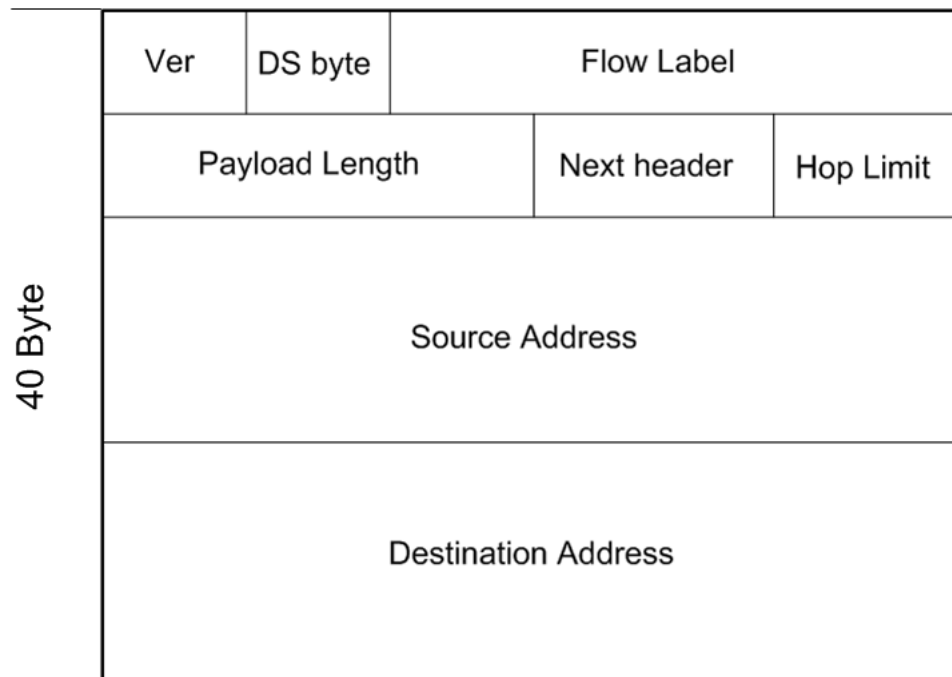 Ver DS byte Flow Label
Payload Length Next header Hop Limit
40 Byte
Source Address
Destination Address